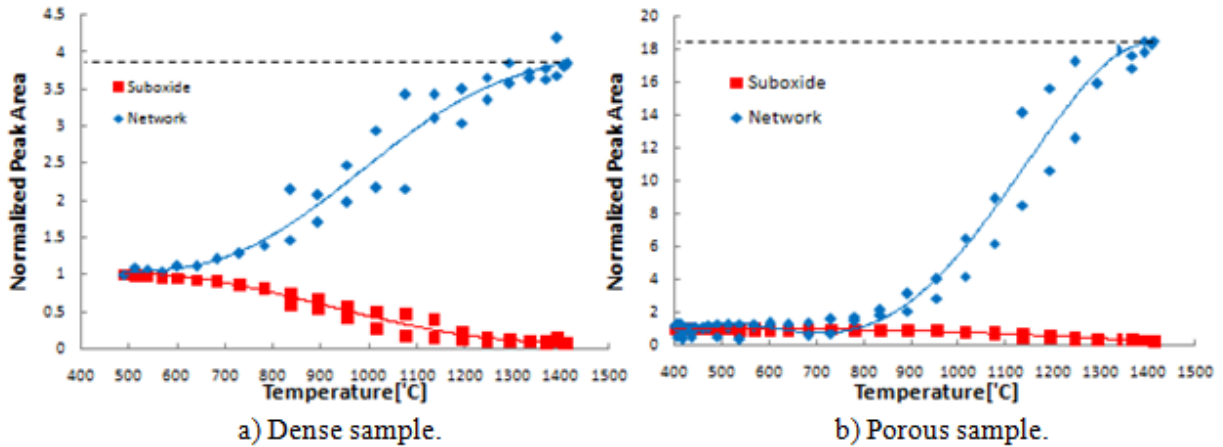 Normalized Peak Area
4.5
4
3.5
3
2.5
2
1.5
1
0.5
0
Suboxide
Network
400 500 600 700 800 900 1000 1100 1200 1300 1400 1500
Temperature[°C]
a) Dense sample.
Normalized Peak Area
20
18
16
14
12
10
8
6
4
2
0
Suboxide
Network
400 500 600 700 800 900 1000 1100 1200 1300 1400 1500
Temperature[°C]
b) Porous sample.